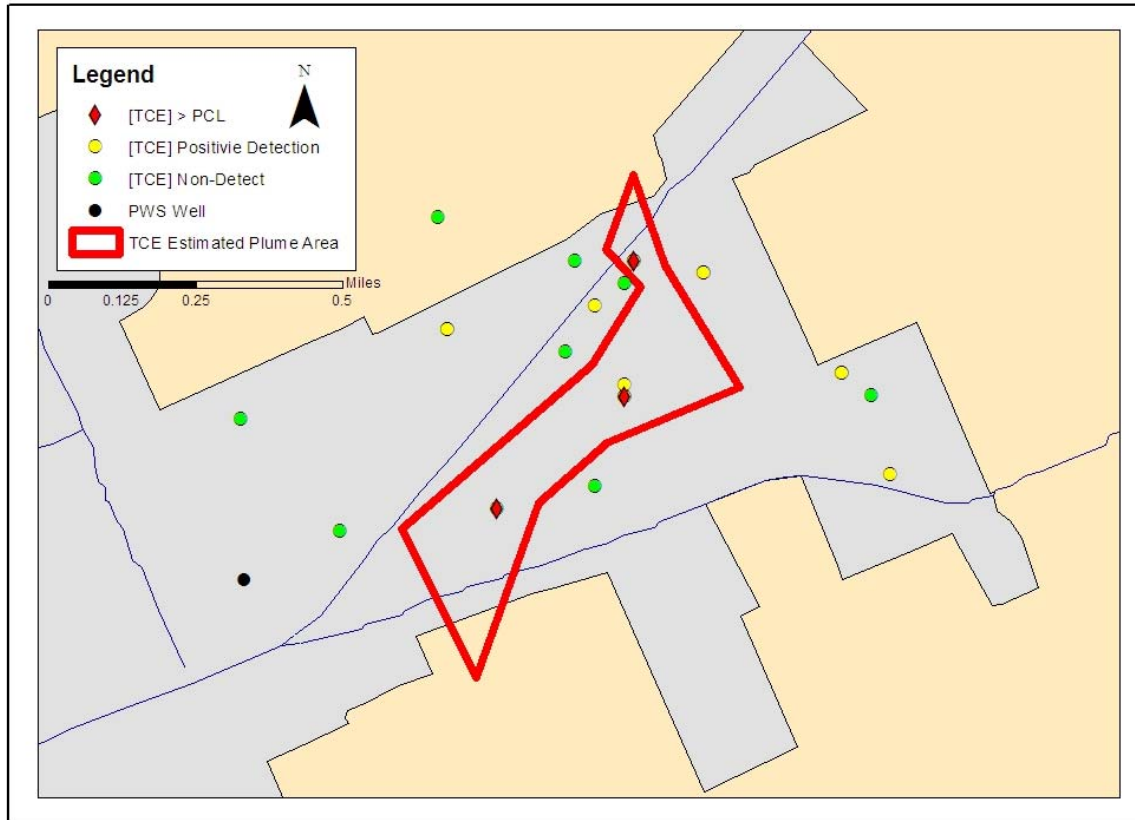 Legend
N
[TCE] > PCL
[TCE] Positivie Detection
[TCE] Non-Detect
PWS Well
TCE Estimated Plume Area
Miles
0 0.125 0.25 0.5